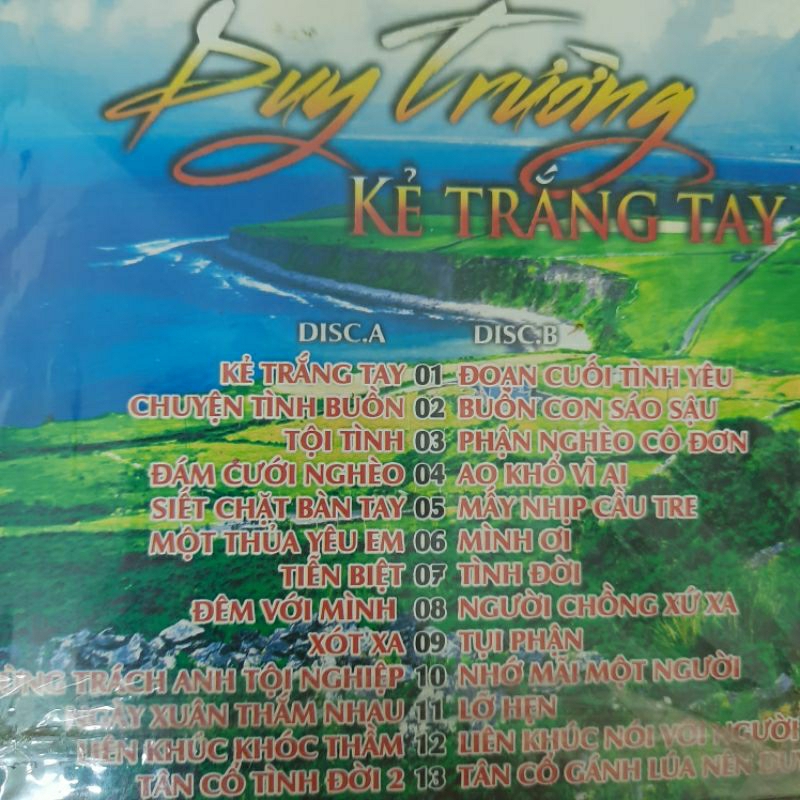 Duy Trường
KẺ TRẮNG TAY
DISC.A DISC.B
KẺ TRẮNG TAY 01 ĐOẠN CUỐI TÌNH YÊU
CHUYỆN TÌNH BUỒN 02 BUỒN CON SÁO SẬU
TỘI TÌNH 03 PHẬN NGHÈO CÔ ĐƠN
ĐÁM CƯỚI NGHÈO 04 AO KHỔ VÌ AI
SIẾT CHẶT BÀN TAY 05 MẤY NHỊP CẦU TRE
MỘT THỦA YÊU EM 06 MÌNH ƠI
TIỄN BIỆT 07 TÌNH ĐỜI
ĐÊM VỚI MÌNH 08 NGƯỜI CHỒNG XỨ XA
XÓT XA 09 TỤI PHẬN
TRÁCH ANH TỘI NGHIỆP 10 NHỚ MÃI MỘT NGƯỜI
NGÀY XUÂN THĂM NHAU 11 LỠ HẸN
LIÊN KHÚC KHÓC THẦM 12 LIÊN KHÚC NÓI VỚI NGƯỜI
TÂN CỔ TÌNH ĐỜI 2 13 TÂN CỔ GÁNH LÚA NÊN